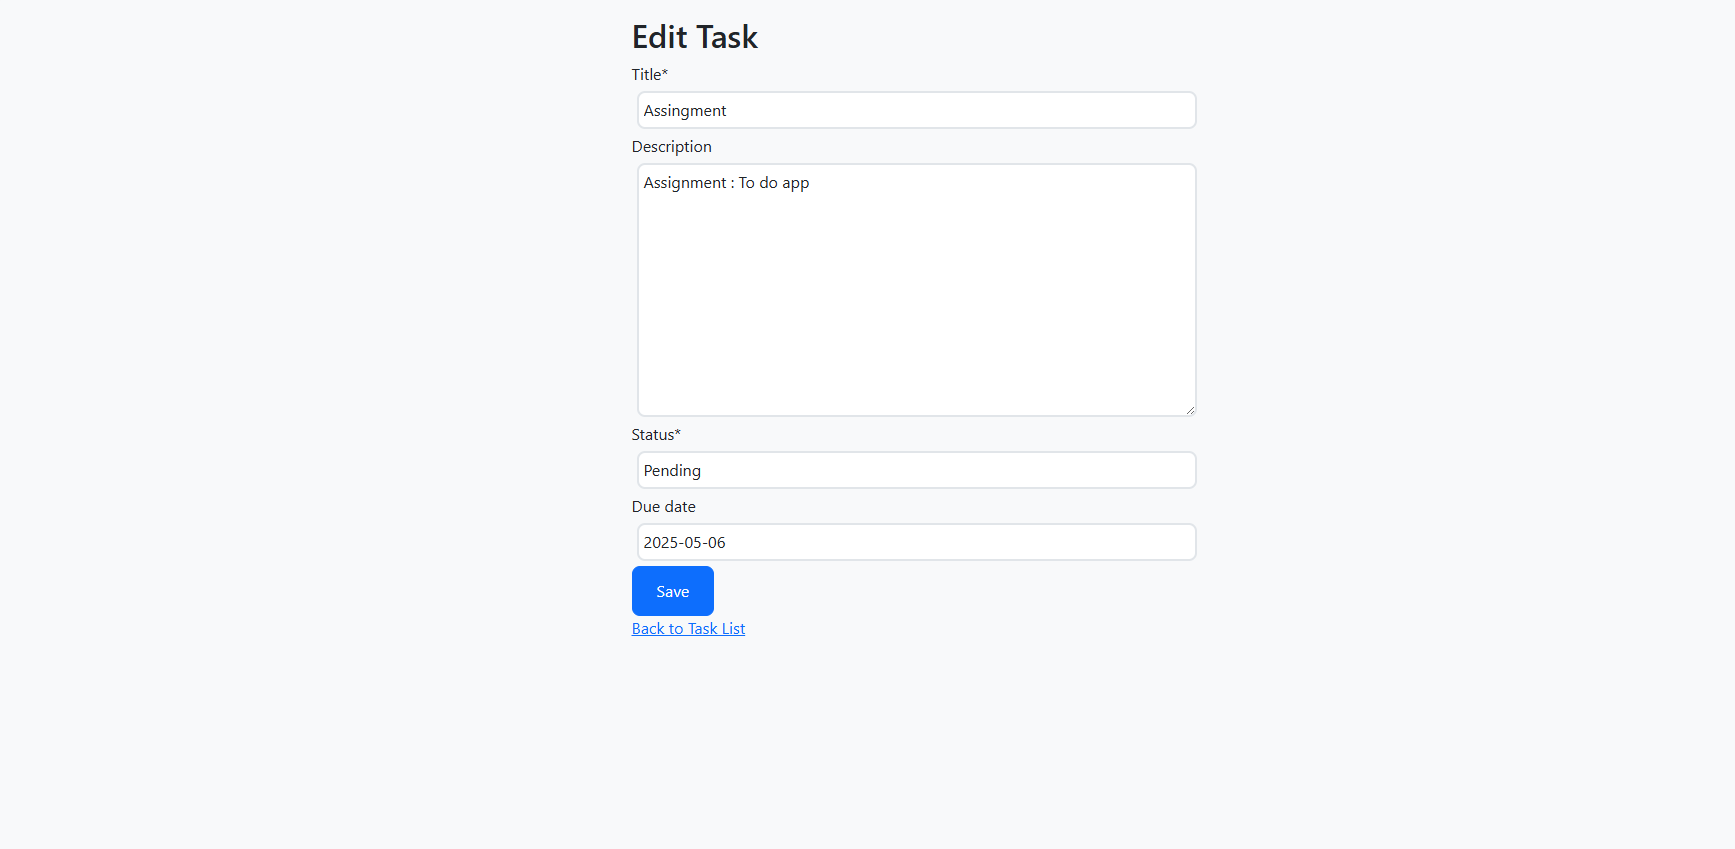 Edit Task
Title*
Assingment
Description
Assignment : To do app
Status*
Pending
Due date
2025-05-06
Save
Back to Task List